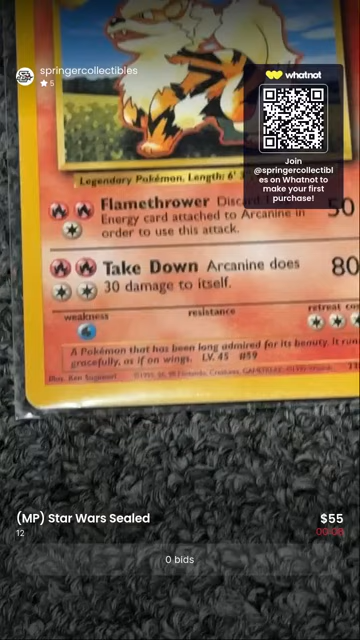 springercollectibles
★ 5
whatnot
Join
@springercollectibl
es on Whatnot to
make your first
purchase!
Legendary Pokémon, Length: 6'
Flamethrower
50
Energy card attached to Arcanine in
order to use this attack.
Take Down Arcanine does
80
30 damage to itself.
weakness
resistance
retreat
A Pokémon that has been long admired for its beauty. It runs
gracefully, as if on wings. LV. 45 #59
Illus. Ken Sugimori
(MP) Star Wars Sealed
$55
12
0 bids